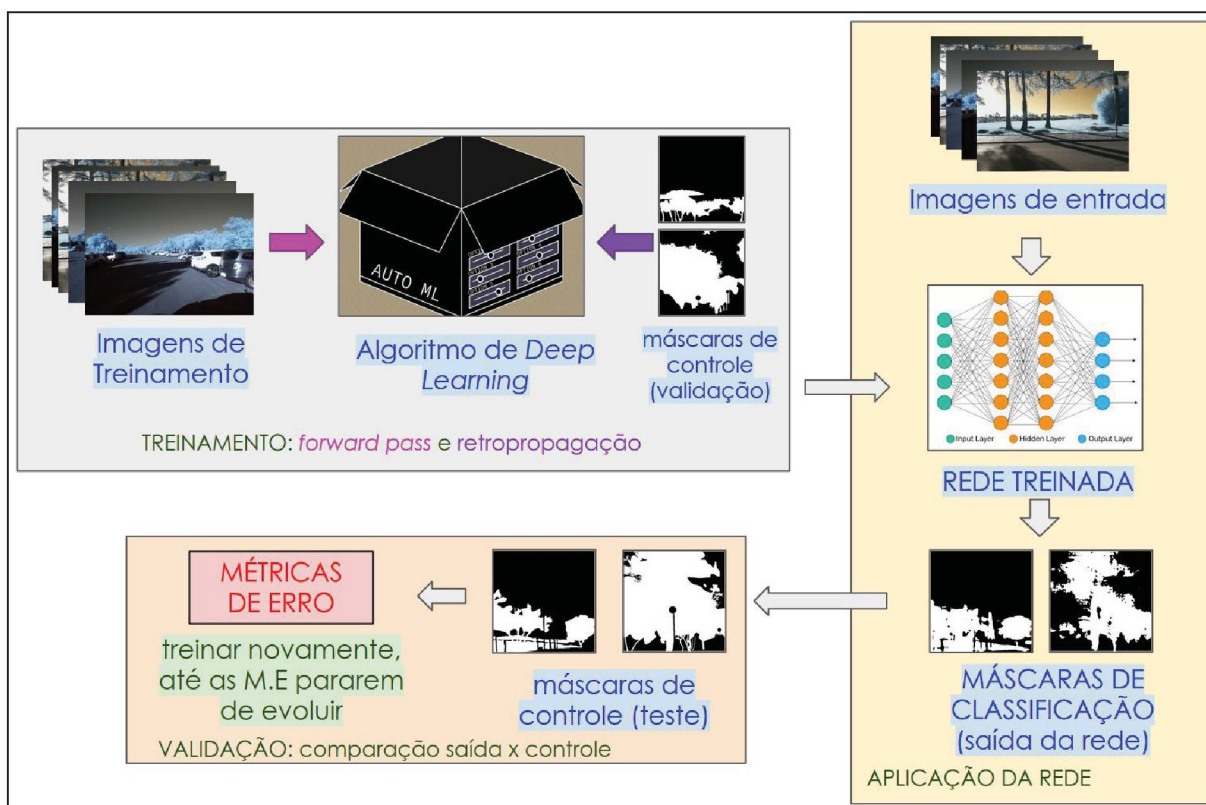 Imagens de
Treinamento
AUTO ML
Algoritmo de Deep
Learning
máscaras de
controle
(validação)
TREINAMENTO: forward pass e retropropagação
Imagens de entrada
Input Layer
Hidden Layer
Output Layer
REDE TREINADA
MÁSCARAS DE
CLASSIFICAÇÃO
(saída da rede)
APLICAÇÃO DA REDE
máscaras de
controle (teste)
MÉTRICAS
DE ERRO
treinar novamente,
até as M.E pararem
de evoluir
VALIDAÇÃO: comparação saída x controle